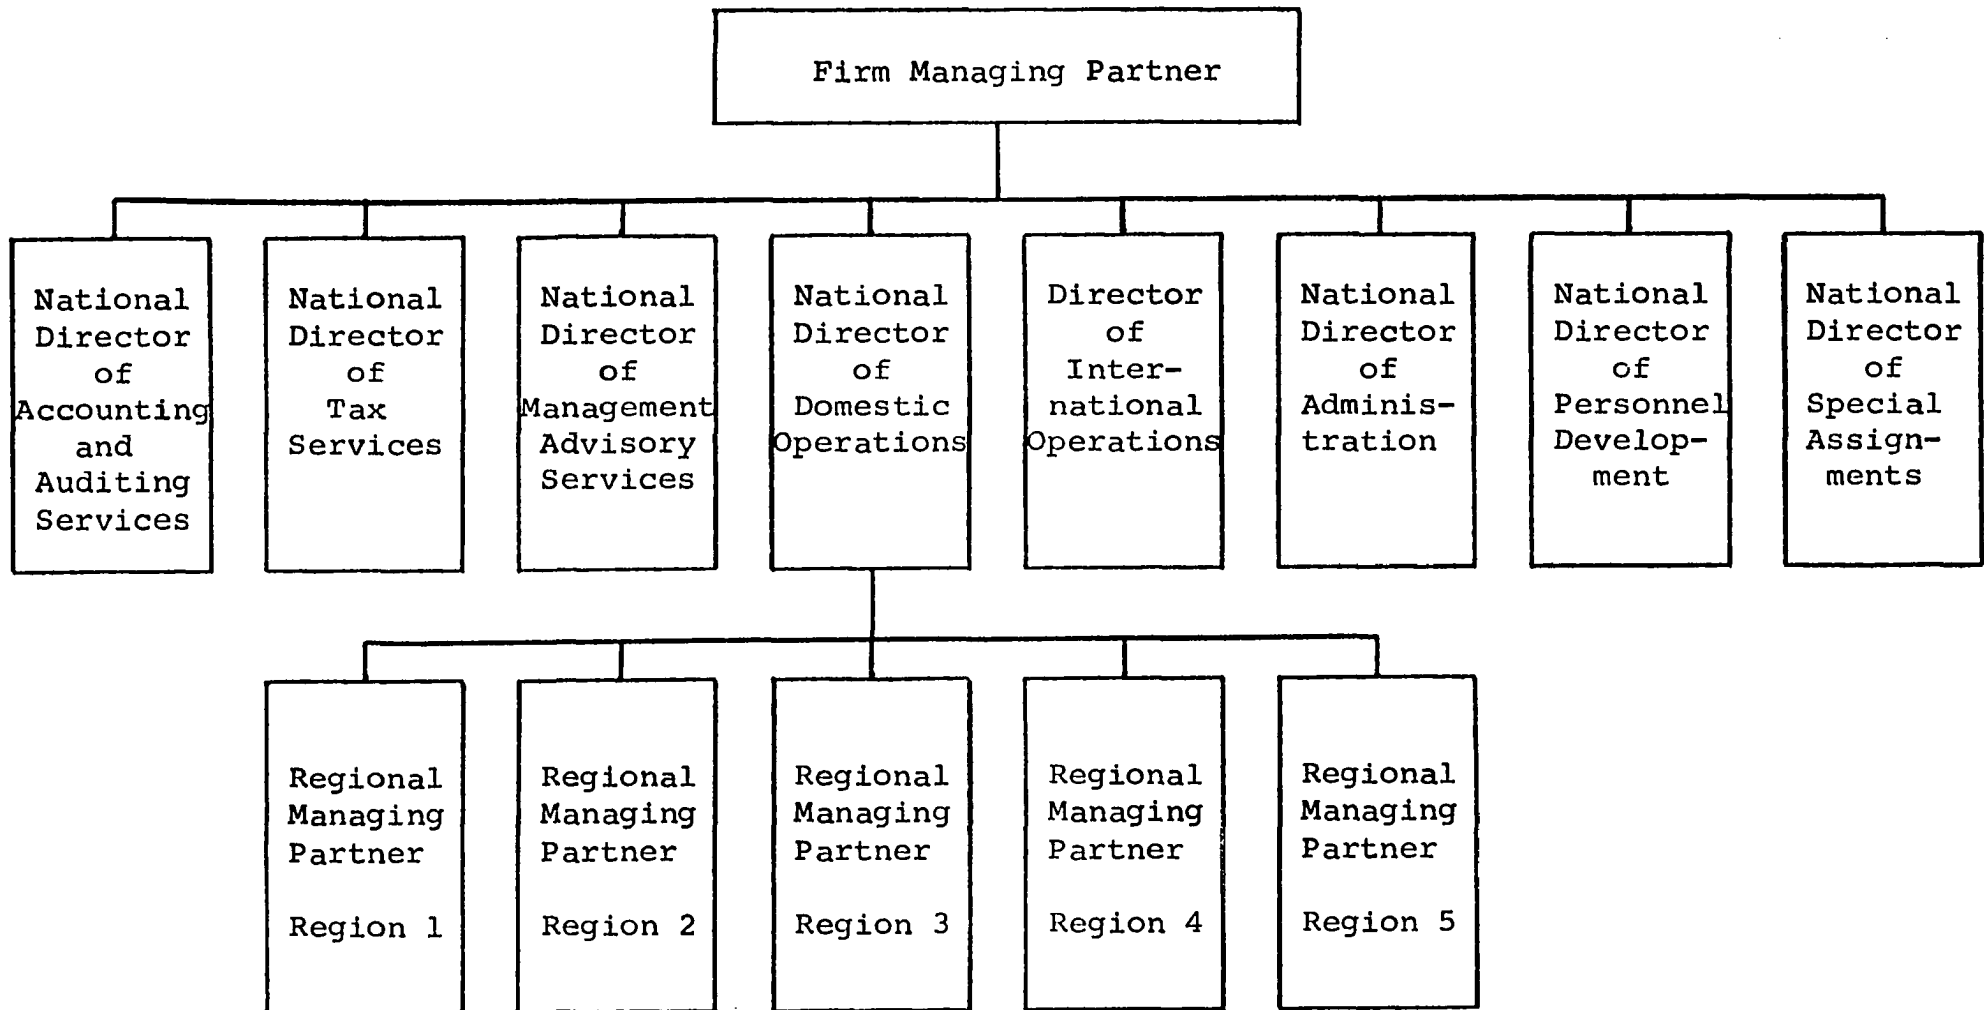 Firm Managing Partner
National
Director
of
Accounting
and
Auditing
Services
National
Director
of
Tax
Services
National
Director
of
Management
Advisory
Services
National
Director
of
Domestic
Operations
Director
of
Inter-
national
Operations
National
Director
of
Adminis-
tration
National
Director
of
Personnel
Develop-
ment
National
Director
of
Special
Assign-
ments
Regional
Managing
Partner
Region 1
Regional
Managing
Partner
Region 2
Regional
Managing
Partner
Region 3
Regional
Managing
Partner
Region 4
Regional
Managing
Partner
Region 5